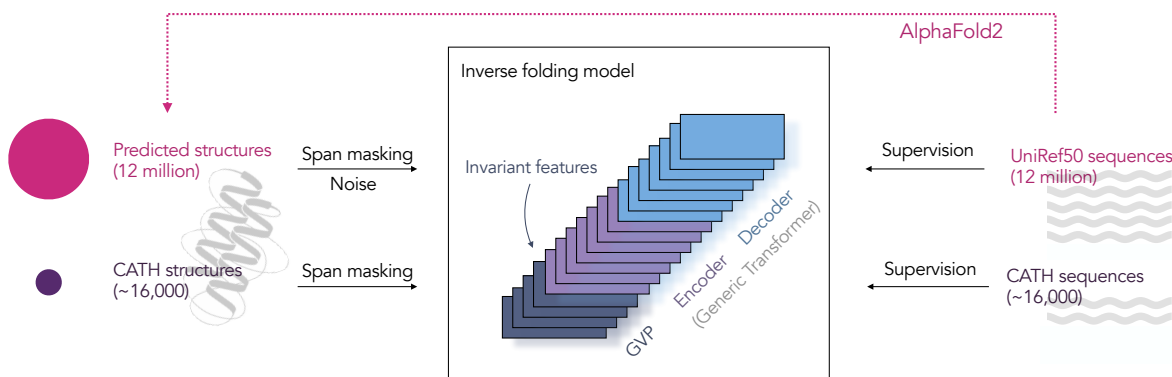 AlphaFold2
Inverse folding model
Predicted structures
(12 million)
Span masking
Noise
Invariant features
Supervision
UniRef50 sequences
(12 million)
CATH structures
(~16,000)
Span masking
Supervision
CATH sequences
(~16,000)
GVP
Encoder
Decoder
(Generic Transformer)